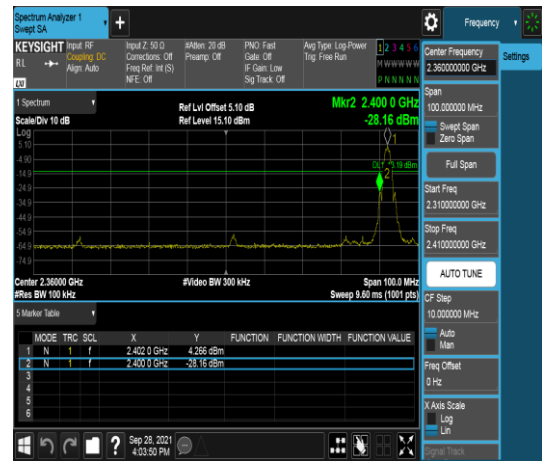 Spectrum Analyzer 1
Swept SA
Frequency
KEYSIGHT
RL
LXI
Input: RF
Coupling: DC
Align: Auto
Input Z: 50 Ω
Corrections: Off
Freq Ref: Int (S)
NFE: Off
#Atten: 20 dB
Preamp: Off
PNO: Fast
Gate: Off
IF Gain: Low
Sig Track: Off
Avg Type: Log-Power
Trig: Free Run
1 2 3 4 5 6
M W W W W W
P N N N N N
1 Spectrum
Scale/Div 10 dB
Ref Lvl Offset 5.10 dB
Ref Level 15.10 dBm
Mkr2 2.400 0 GHz
-28.16 dBm
Log
5.10
-4.90
-14.9
-24.9
-34.9
-44.9
-54.9
-64.9
-74.9
1
2
Center 2.36000 GHz
#Video BW 300 kHz
Span 100.0 MHz
#Res BW 100 kHz
Sweep 9.60 ms (1001 pts)
5 Marker Table
MODE TRC SCL X Y FUNCTION FUNCTION WIDTH FUNCTION VALUE
1 N 1 f 2.402 0 GHz 4.266 dBm
2 N 1 f 2.400 0 GHz -28.16 dBm
3
4
5
6
Sep 28, 2021
4:03:50 PM
Settings
Center Frequency
2.360000000 GHz
Span
100.000000 MHz
Swept Span
Zero Span
Full Span
Start Freq
2.310000000 GHz
Stop Freq
2.410000000 GHz
AUTO TUNE
CF Step
10.000000 MHz
Auto
Man
Freq Offset
0 Hz
X Axis Scale
Log
Lin
Signal Track